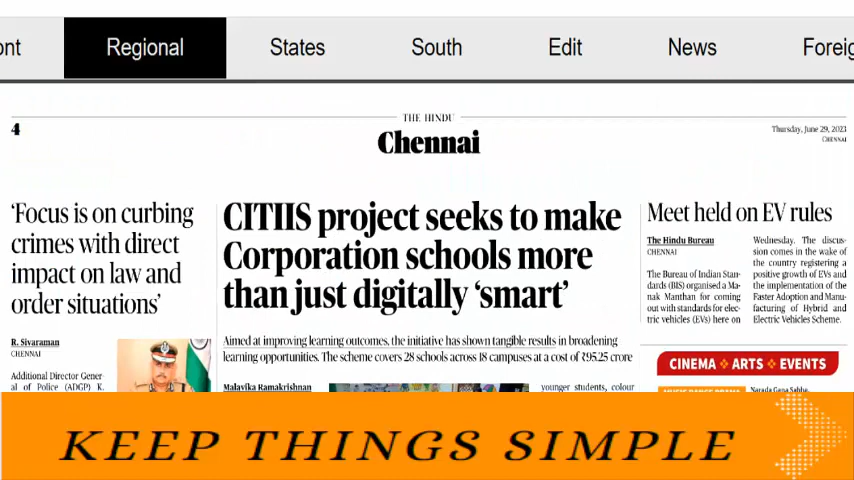 ont Regional States South Edit News Foreig
THE HINDU
4
Chennai
Thursday, June 29, 2023
CHENNAI
‘Focus is on curbing
crimes with direct
impact on law and
order situations’
R. Sivaraman
CHENNAI
Additional Director Gener-
al of Police (ADGP) K.
CITIIS project seeks to make
Corporation schools more
than just digitally ‘smart’
Aimed at improving learning outcomes, the initiative has shown tangible results in broadening
learning opportunities. The scheme covers 28 schools across 18 campuses at a cost of ₹95.25 crore
Malavika Ramakrishnan
younger students, colour
Meet held on EV rules
The Hindu Bureau
CHENNAI
The Bureau of Indian Stan-
dards (BIS) organised a Ma-
nak Manthan for coming
out with standards for elec-
tric vehicles (EVs) here on
Wednesday. The discus-
sion comes in the wake of
the country registering a
positive growth of EVs and
the implementation of the
Faster Adoption and Manu-
facturing of Hybrid and
Electric Vehicles Scheme.
CINEMA ARTS EVENTS
Narada Gana Sabha,
KEEP THINGS SIMPLE